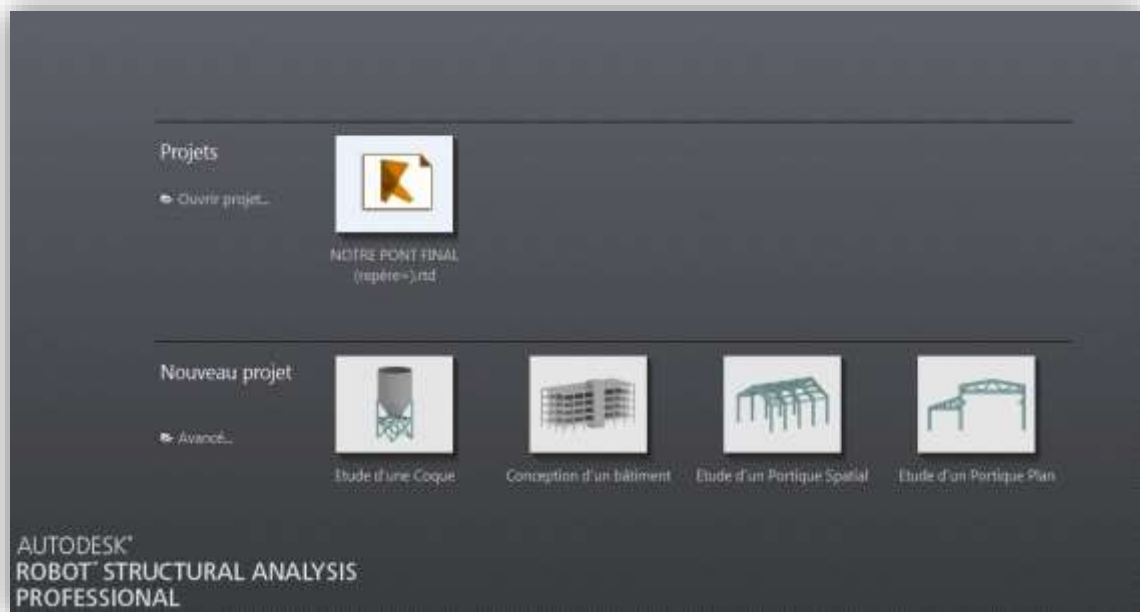 Projets
Ouvrir projet...
NOTRE PONT FINAL
(repère=).rtd
Nouveau projet
Avancé...
Etude d'une Coque
Conception d'un bâtiment
Etude d'un Portique Spatial
Etude d'un Portique Plan
AUTODESK®
ROBOT™ STRUCTURAL ANALYSIS
PROFESSIONAL